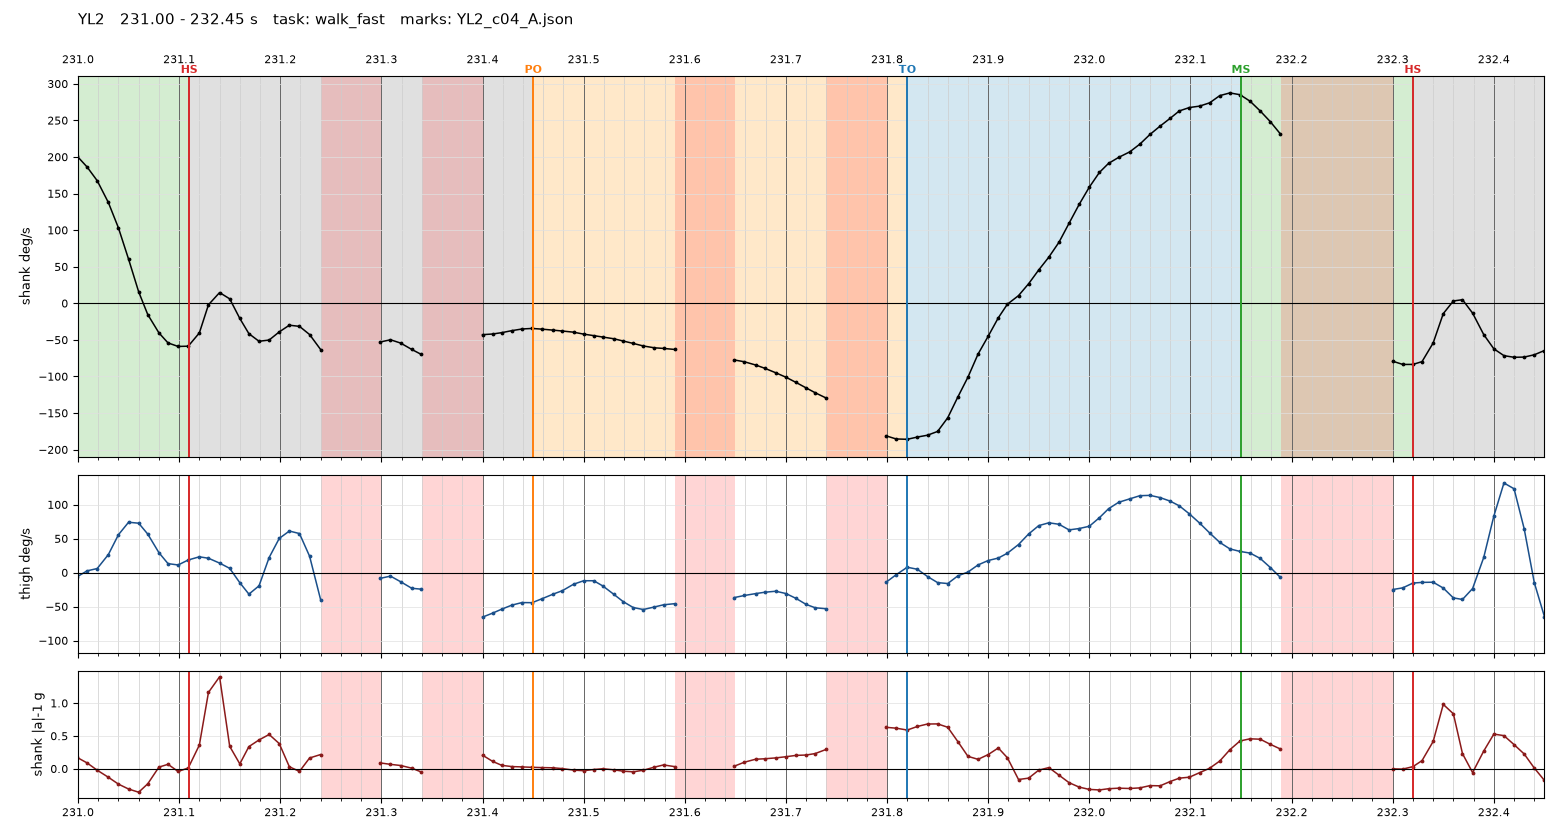 YL2   231.00 - 232.45 s   task: walk_fast   marks: YL2_c04_A.json
231.0 231.1 231.2 231.3 231.4 231.5 231.6 231.7 231.8 231.9 232.0 232.1 232.2 232.3 232.4
HS PO TO MS HS
shank deg/s
300
250
200
150
100
50
0
−50
−100
−150
−200
thigh deg/s
100
50
0
−50
−100
shank |a|-1 g
1.0
0.5
0.0
231.0 231.1 231.2 231.3 231.4 231.5 231.6 231.7 231.8 231.9 232.0 232.1 232.2 232.3 232.4